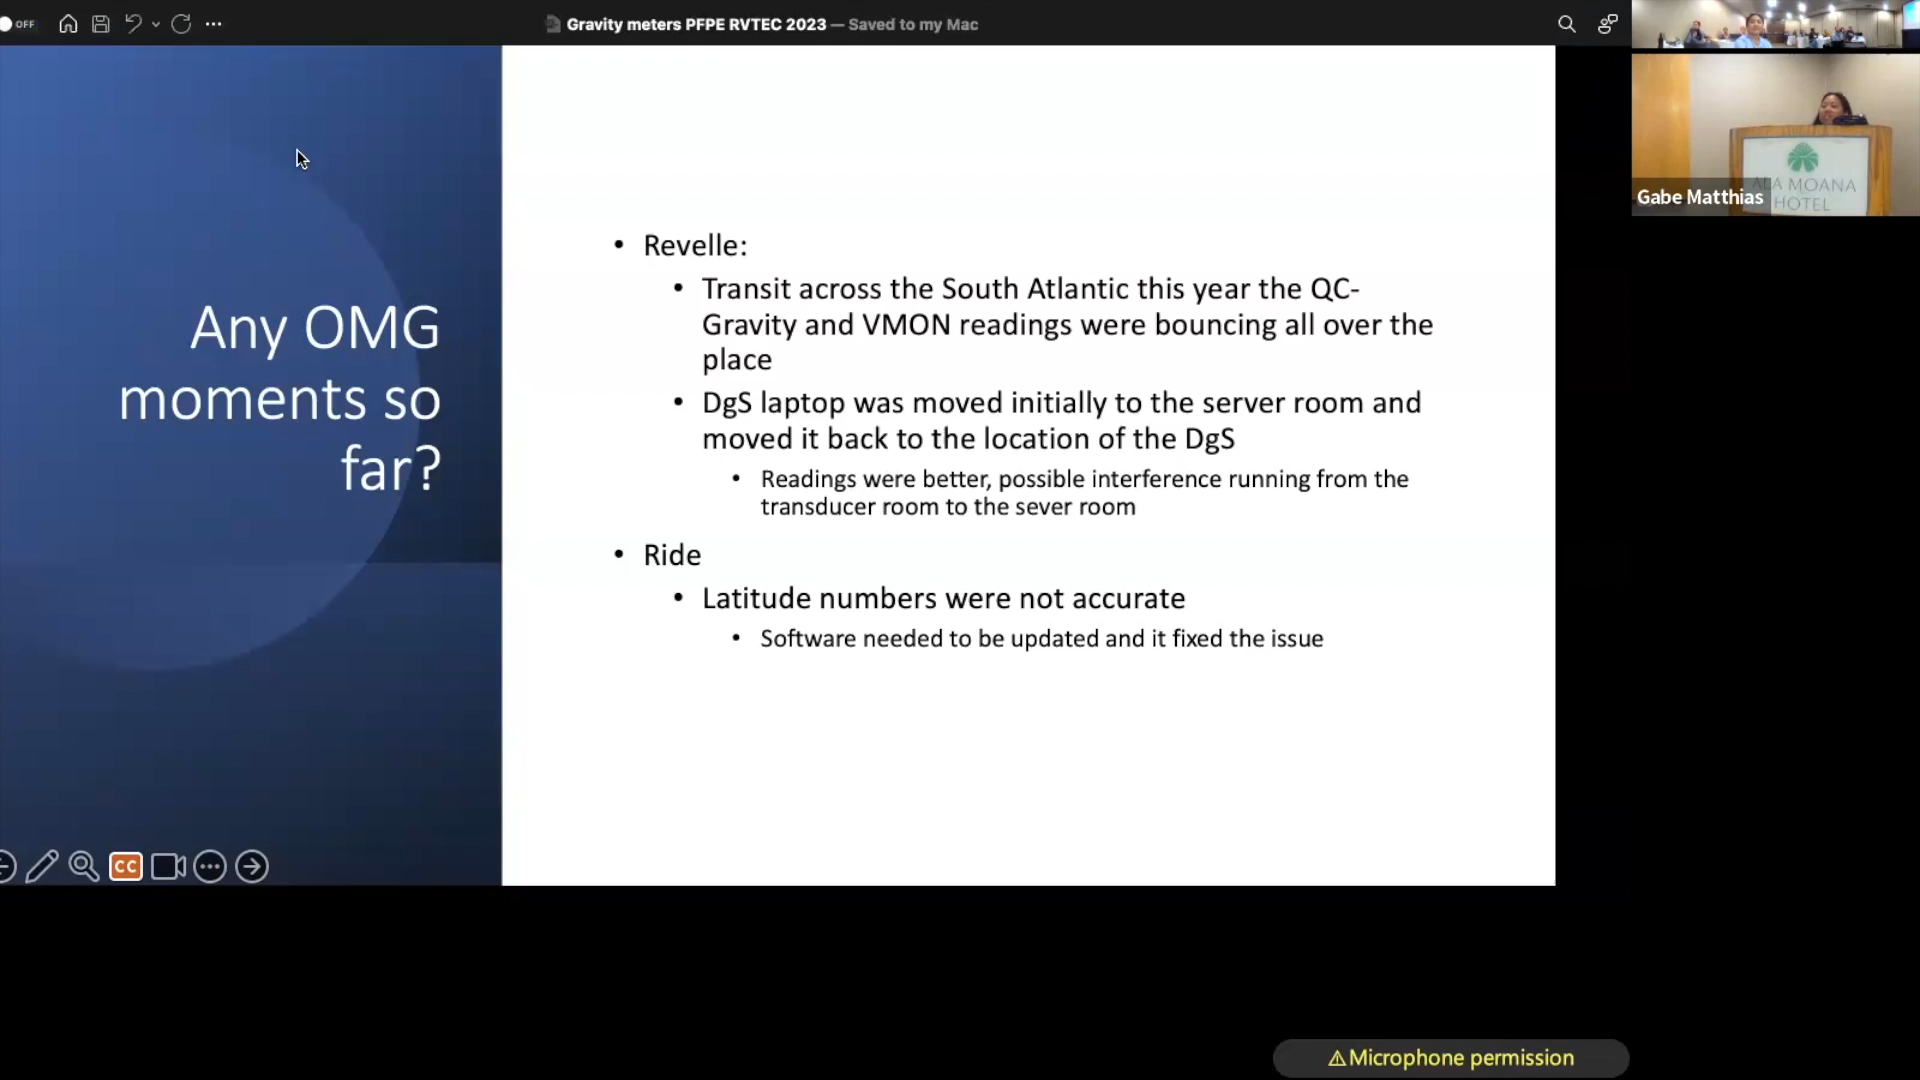 OFF
Gravity meters PFPE RVTEC 2023 — Saved to my Mac
Any OMG
moments so
far?
• Revelle:
• Transit across the South Atlantic this year the QC-
Gravity and VMON readings were bouncing all over the
place
• DgS laptop was moved initially to the server room and
moved it back to the location of the DgS
• Readings were better, possible interference running from the
transducer room to the sever room
• Ride
• Latitude numbers were not accurate
• Software needed to be updated and it fixed the issue
CC
ALA MOANA
HOTEL
Gabe Matthias
⚠Microphone permission